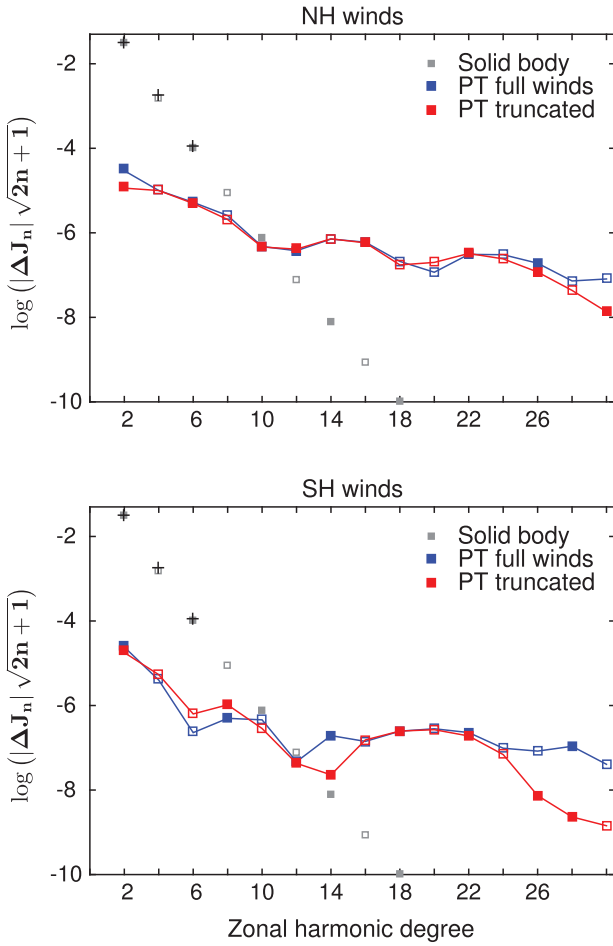 NH winds
Solid body
PT full winds
PT truncated
-2
-4
-6
-8
-10
log (|ΔJₙ| √2n + 1)
2 6 10 14 18 22 26
SH winds
Solid body
PT full winds
PT truncated
-2
-4
-6
-8
-10
log (|ΔJₙ| √2n + 1)
2 6 10 14 18 22 26
Zonal harmonic degree